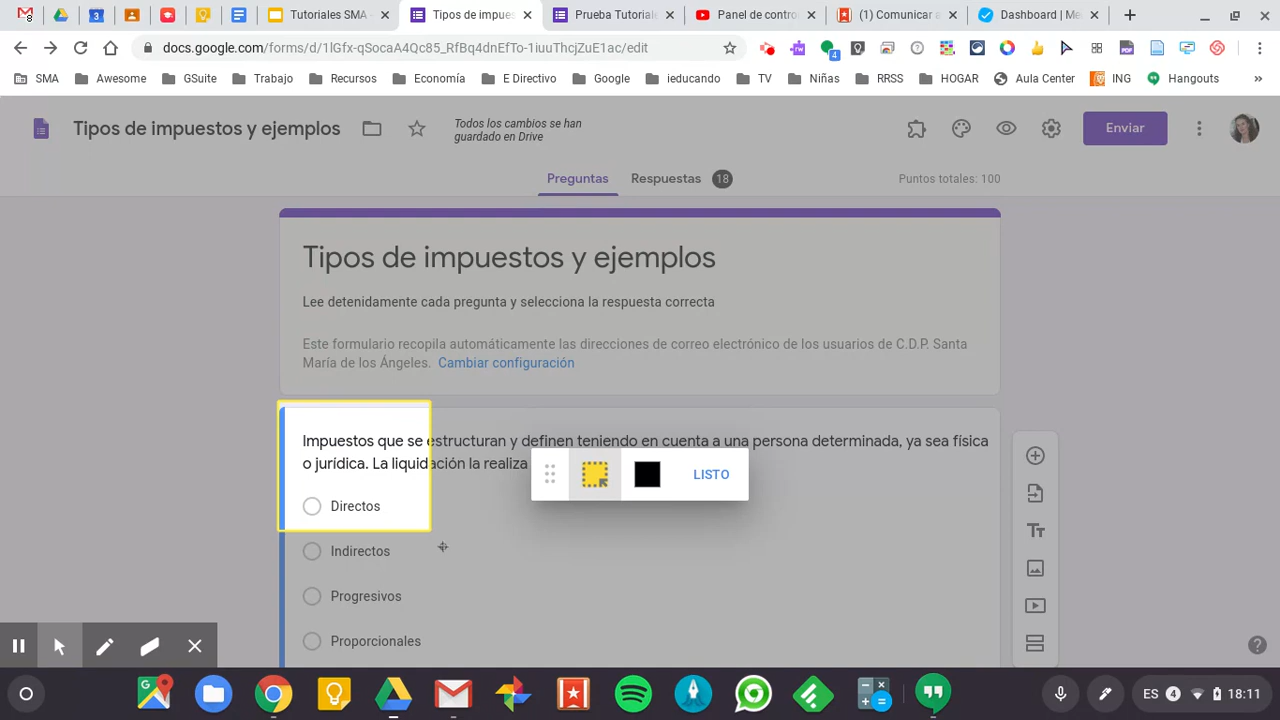 Tutoriales SMA -
Tipos de impues
Prueba Tutoriale
Panel de contro
(1) Comunicar a
Dashboard | Me
docs.google.com/forms/d/1lGfx-qSocaA4Qc85_RfBq4dnEfTo-1iuuThcjZuE1ac/edit
SMA
Awesome
GSuite
Trabajo
Recursos
Economía
E Directivo
Google
ieducando
TV
Niñas
RRSS
HOGAR
Aula Center
ING
Hangouts
»
Tipos de impuestos y ejemplos
Todos los cambios se han
guardado en Drive
Enviar
Preguntas
Respuestas 18
Puntos totales: 100
Tipos de impuestos y ejemplos
Lee detenidamente cada pregunta y selecciona la respuesta correcta
Este formulario recopila automáticamente las direcciones de correo electrónico de los usuarios de C.D.P. Santa
María de los Ángeles. Cambiar configuración
Impuestos que se estructuran y definen teniendo en cuenta a una persona determinada, ya sea física
o jurídica. La liquidación la realiza
LISTO
Directos
Indirectos
Progresivos
Proporcionales
ES 4 18:11